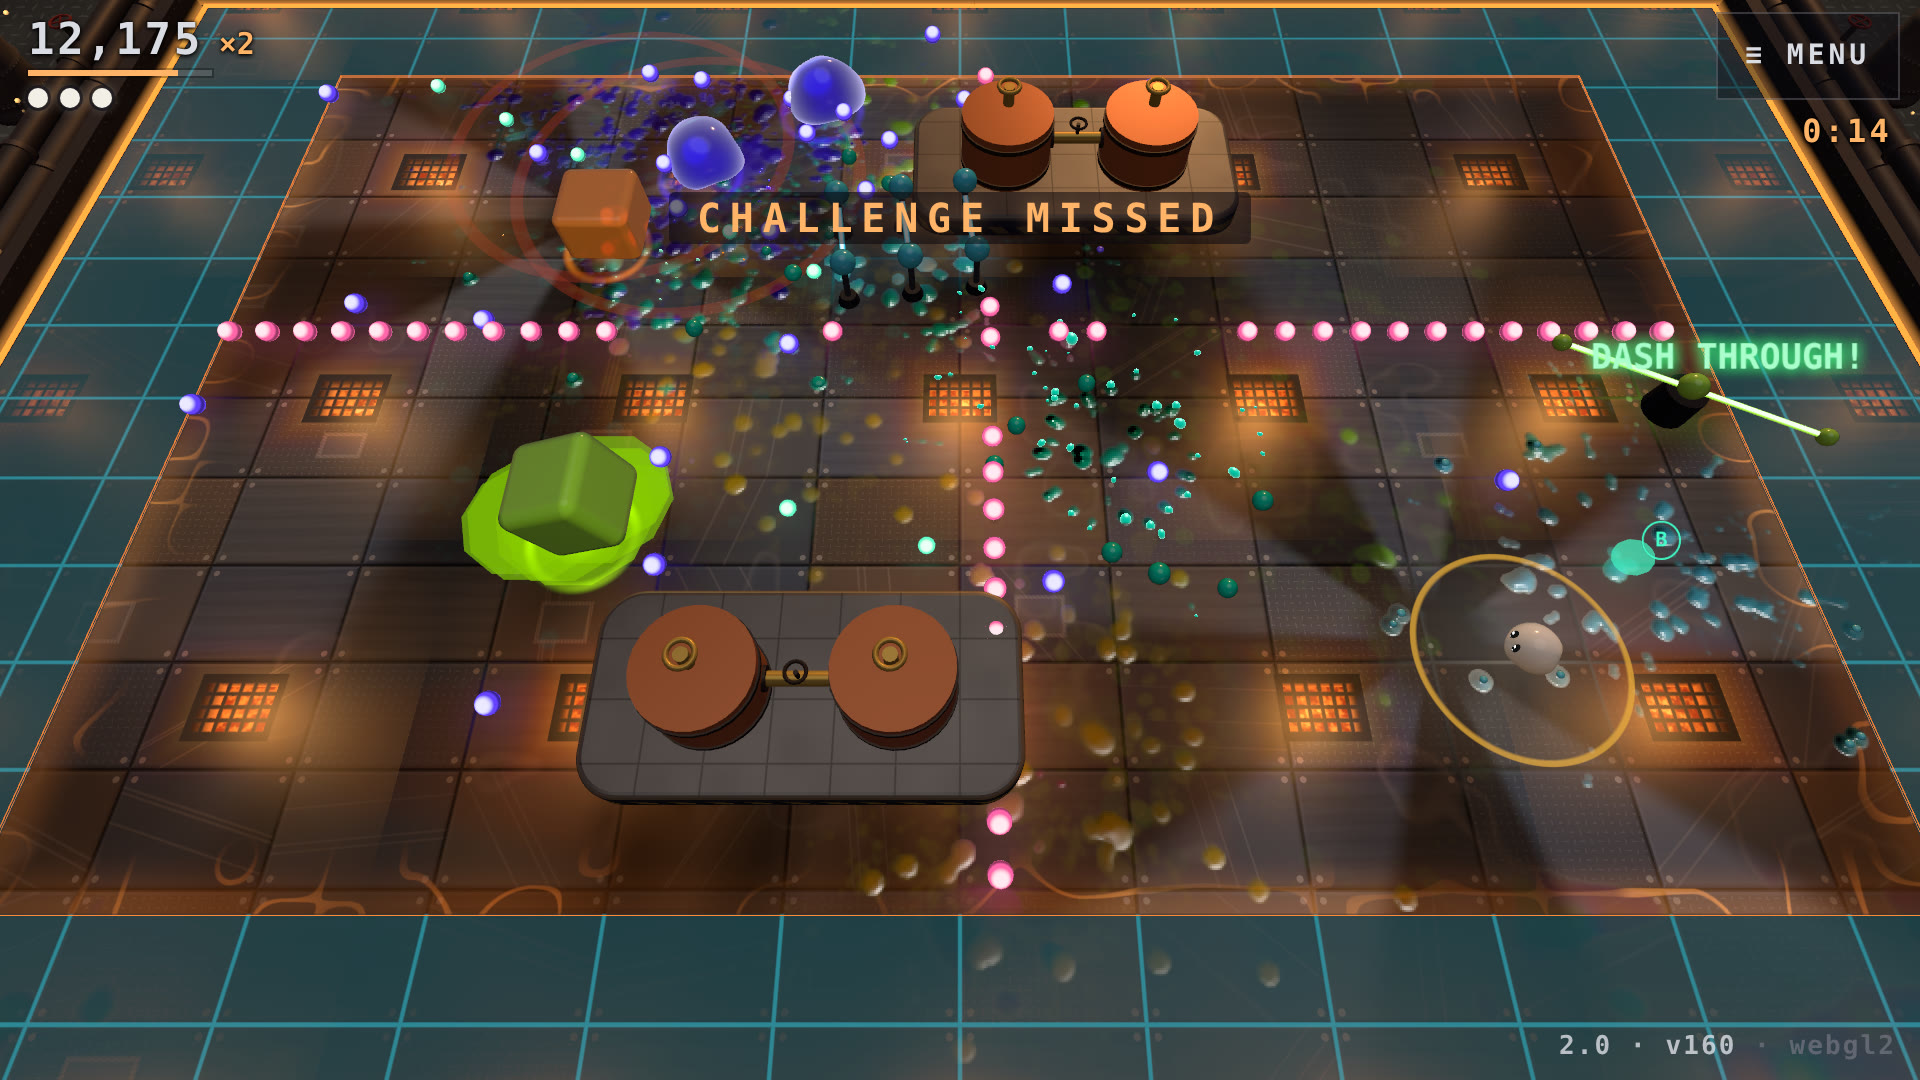 12,175 ×2
≡ MENU
0:14
CHALLENGE MISSED
DASH THROUGH!
B
2.0 · v160 · webgl2